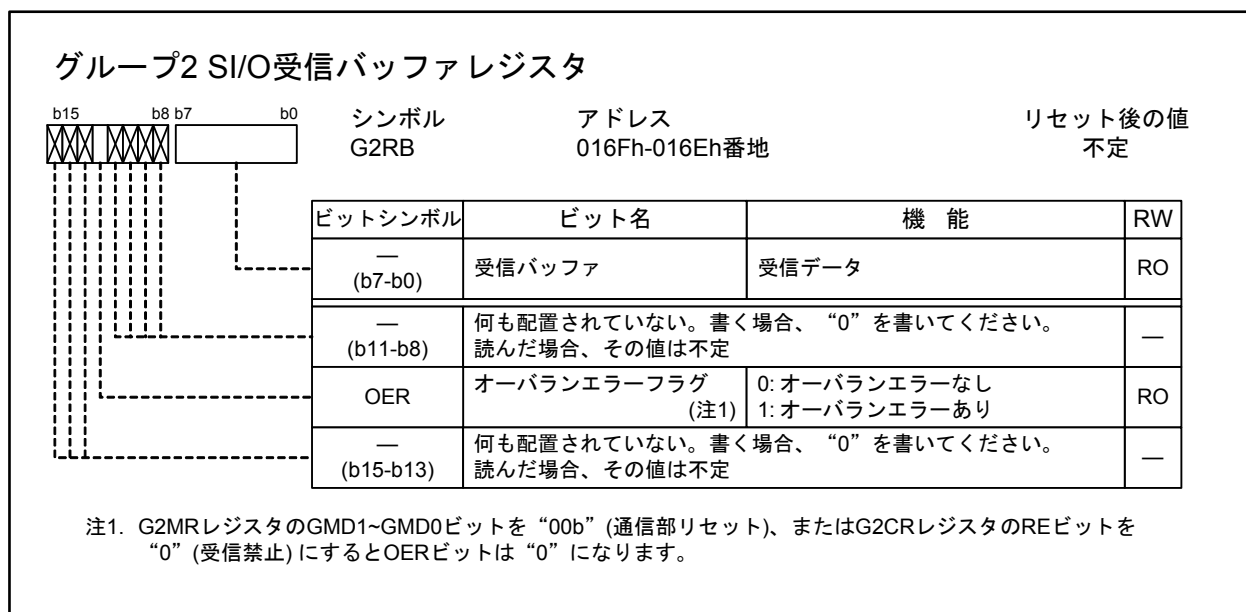 グループ2 SI/O受信バッファレジスタ
b15 b8 b7 b0
シンボル アドレス リセット後の値
G2RB 016Fh-016Eh番地 不定
ビットシンボル ビット名 機 能 RW
— (b7-b0) 受信バッファ 受信データ RO
— (b11-b8) 何も配置されていない。書く場合、“0”を書いてください。
読んだ場合、その値は不定 —
OER オーバランエラーフラグ (注1) 0: オーバランエラーなし
1: オーバランエラーあり RO
— (b15-b13) 何も配置されていない。書く場合、“0”を書いてください。
読んだ場合、その値は不定 —
注1. G2MRレジスタのGMD1~GMD0ビットを“00b”(通信部リセット)、またはG2CRレジスタのREビットを
“0”(受信禁止) にするとOERビットは“0”になります。